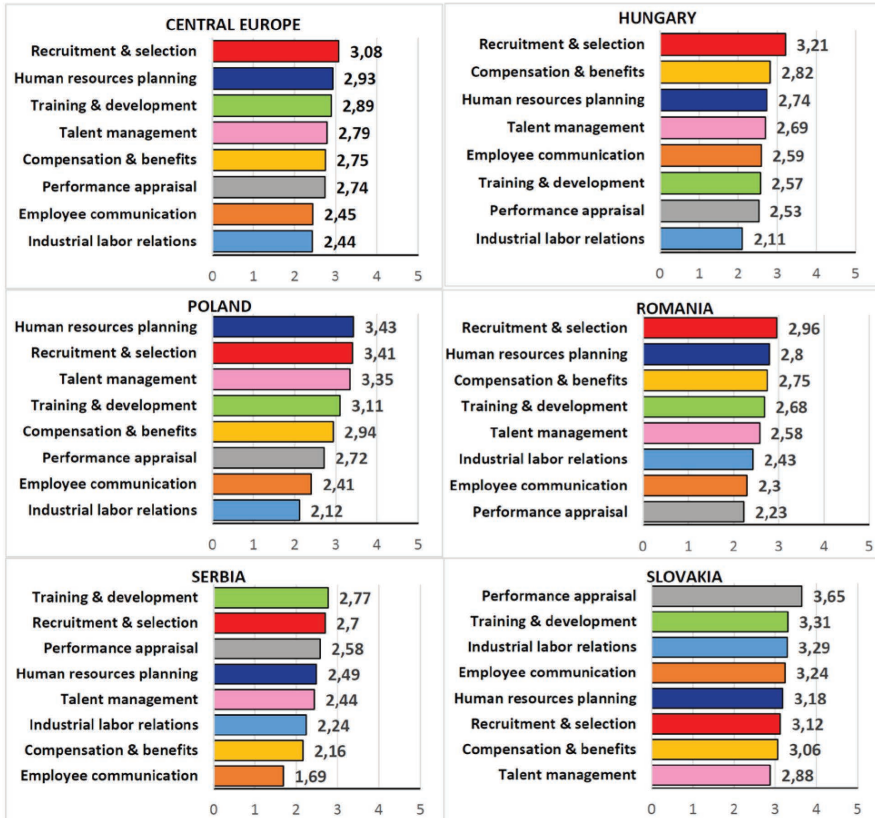 CENTRAL EUROPE
Recruitment & selection 3,08
Human resources planning 2,93
Training & development 2,89
Talent management 2,79
Compensation & benefits 2,75
Performance appraisal 2,74
Employee communication 2,45
Industrial labor relations 2,44
0 1 2 3 4 5
HUNGARY
Recruitment & selection 3,21
Compensation & benefits 2,82
Human resources planning 2,74
Talent management 2,69
Employee communication 2,59
Training & development 2,57
Performance appraisal 2,53
Industrial labor relations 2,11
0 1 2 3 4 5
POLAND
Human resources planning 3,43
Recruitment & selection 3,41
Talent management 3,35
Training & development 3,11
Compensation & benefits 2,94
Performance appraisal 2,72
Employee communication 2,41
Industrial labor relations 2,12
0 1 2 3 4 5
ROMANIA
Recruitment & selection 2,96
Human resources planning 2,8
Compensation & benefits 2,75
Training & development 2,68
Talent management 2,58
Industrial labor relations 2,43
Employee communication 2,3
Performance appraisal 2,23
0 1 2 3 4 5
SERBIA
Training & development 2,77
Recruitment & selection 2,7
Performance appraisal 2,58
Human resources planning 2,49
Talent management 2,44
Industrial labor relations 2,24
Compensation & benefits 2,16
Employee communication 1,69
0 1 2 3 4 5
SLOVAKIA
Performance appraisal 3,65
Training & development 3,31
Industrial labor relations 3,29
Employee communication 3,24
Human resources planning 3,18
Recruitment & selection 3,12
Compensation & benefits 3,06
Talent management 2,88
0 1 2 3 4 5